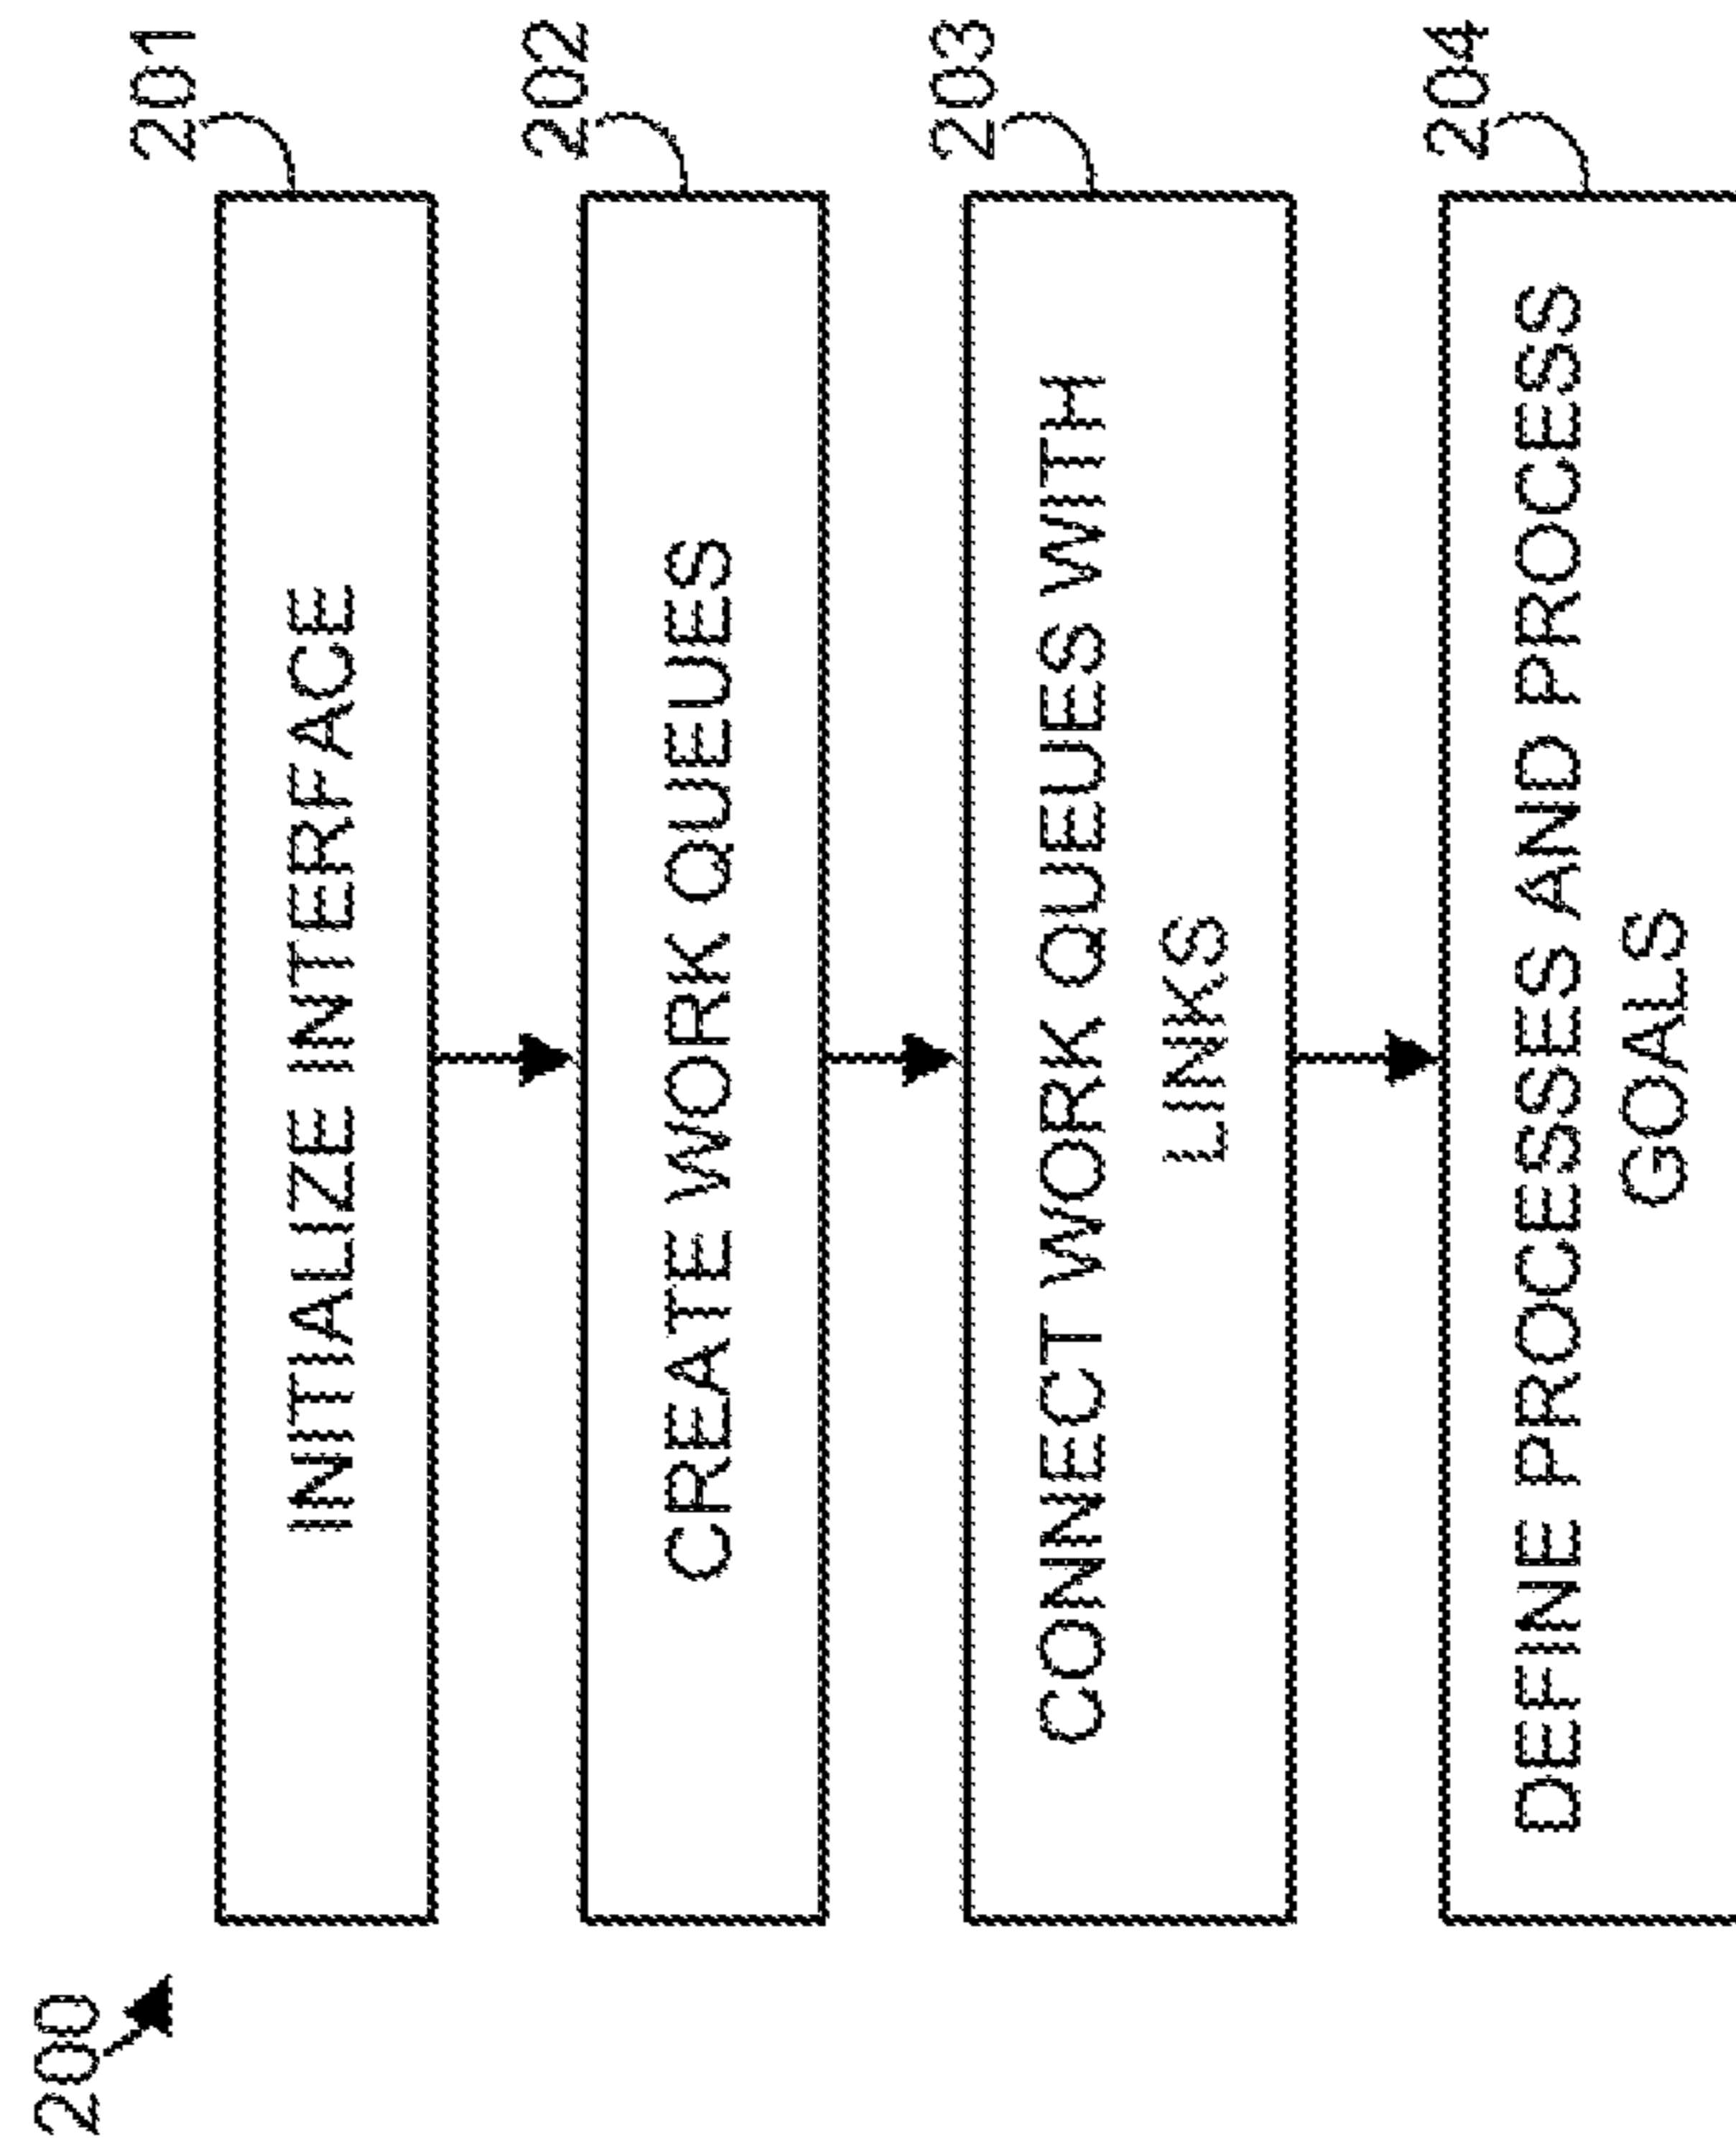 200
201
INITIALIZE INTERFACE
202
CREATE WORK QUEUES
203
CONNECT WORK QUEUES WITH
LINKS
204
DEFINE PROCESSES AND PROCESS
GOALS